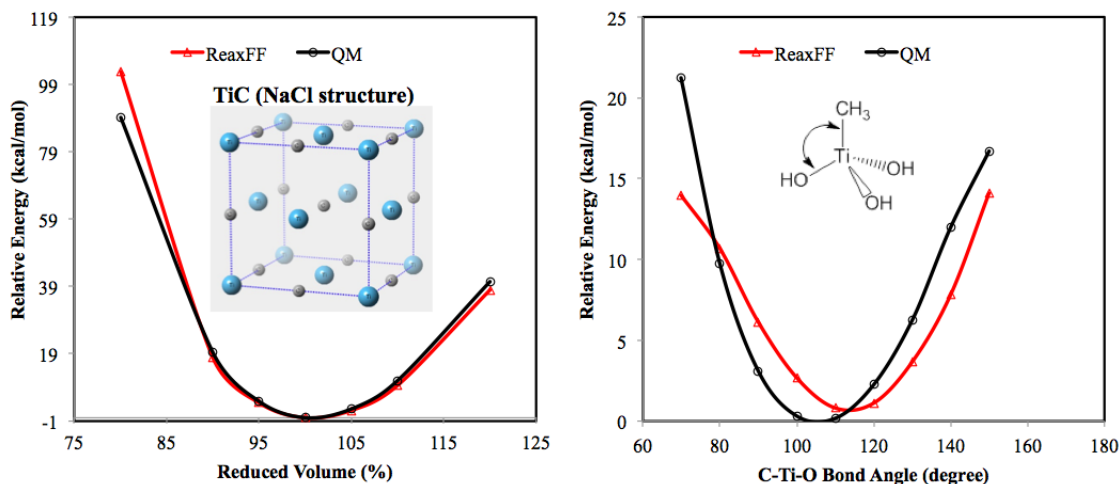 ReaxFF QM
TiC (NaCl structure)
Relative Energy (kcal/mol)
119
99
79
59
39
19
-1
75 85 95 105 115 125
Reduced Volume (%)
ReaxFF QM
CH3
Ti
HO
OH
OH
Relative Energy (kcal/mol)
25
20
15
10
5
0
60 80 100 120 140 160 180
C-Ti-O Bond Angle (degree)